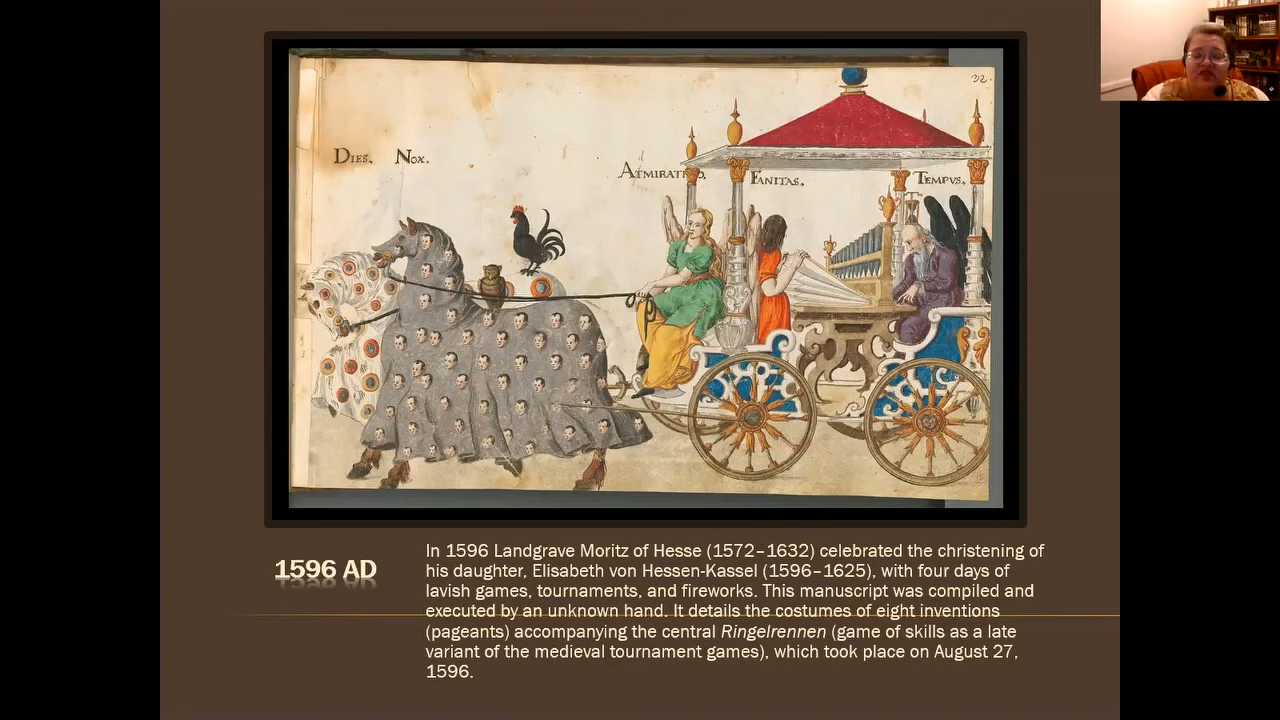 32.
DIES. NOX.
ADMIRATIO. FANITAS. TEMPVS.
1596 AD
In 1596 Landgrave Moritz of Hesse (1572–1632) celebrated the christening of
his daughter, Elisabeth von Hessen-Kassel (1596–1625), with four days of
lavish games, tournaments, and fireworks. This manuscript was compiled and
executed by an unknown hand. It details the costumes of eight inventions
(pageants) accompanying the central Ringelrennen (game of skills as a late
variant of the medieval tournament games), which took place on August 27,
1596.